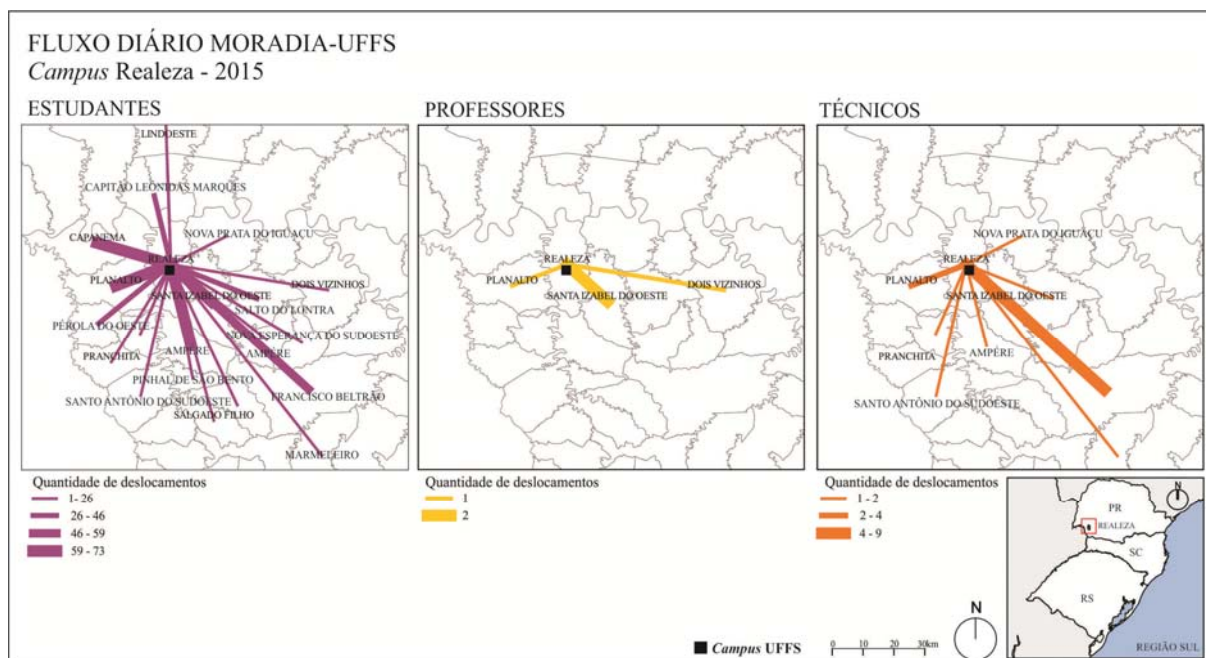 FLUXO DIÁRIO MORADIA-UFFS
Campus Realeza - 2015
ESTUDANTES
LINDOESTE
CAPITÃO LEÔNIDAS MARQUES
NOVA PRATA DO IGUAÇU
CAPANEMA
REALEZA
PLANALTO
DOIS VIZINHOS
SANTA IZABEL DO OESTE
SALTO DO LONTRA
PÉROLA DO OESTE
NOVA ESPERANÇA DO SUDOESTE
PRANCHITA
AMPÉRE
AMPÉRE
PINHAL DE SÃO BENTO
SANTO ANTÔNIO DO SUDOESTE
FRANCISCO BELTRÃO
SALGADO FILHO
MARMELEIRO
Quantidade de deslocamentos
1 - 26
26 - 46
46 - 59
59 - 73
PROFESSORES
REALEZA
PLANALTO
DOIS VIZINHOS
SANTA IZABEL DO OESTE
Quantidade de deslocamentos
1
2
TÉCNICOS
NOVA PRATA DO IGUAÇU
REALEZA
PLANALTO
SANTA IZABEL DO OESTE
PRANCHITA
AMPÉRE
SANTO ANTÔNIO DO SUDOESTE
Quantidade de deslocamentos
1 - 2
2 - 4
4 - 9
N
PR
REALEZA
SC
RS
REGIÃO SUL
Campus UFFS
0 10 20 30km
N